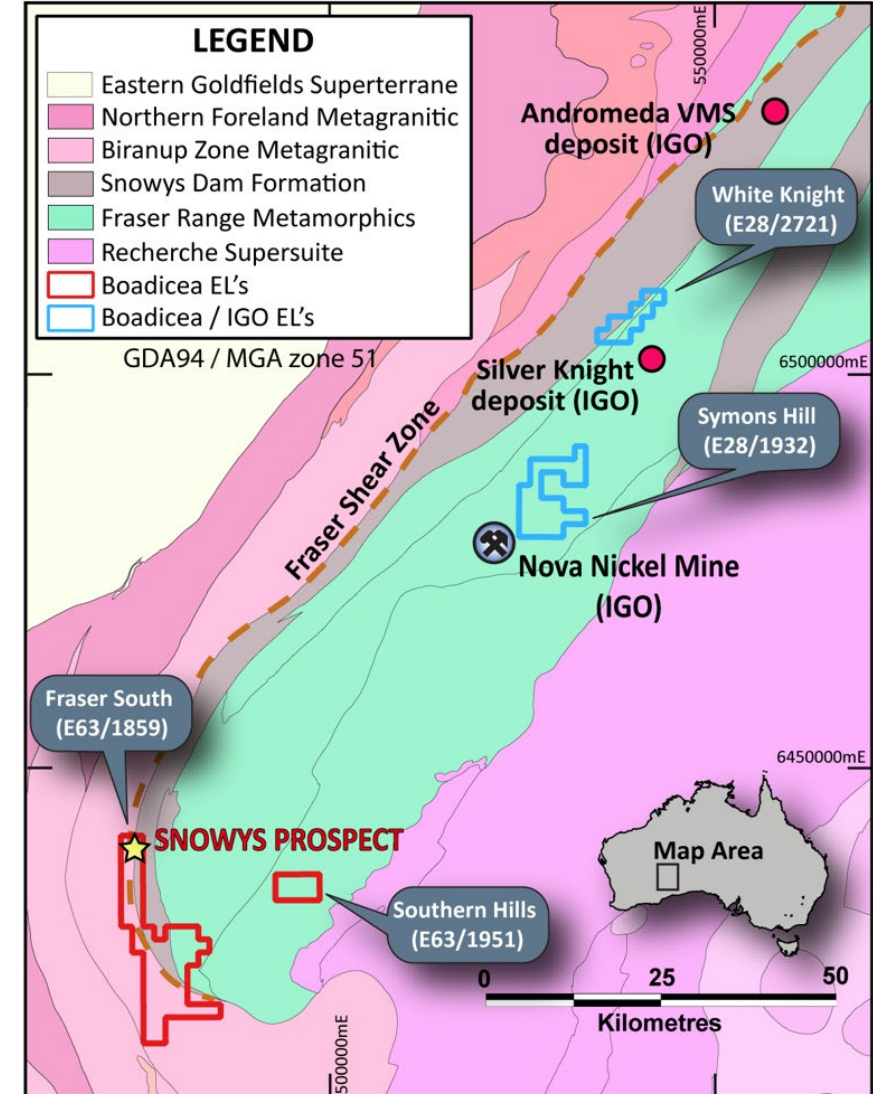 LEGEND
Eastern Goldfields Superterrane
Northern Foreland Metagranitic
Biranup Zone Metagranitic
Snowys Dam Formation
Fraser Range Metamorphics
Recherche Supersuite
Boadicea EL's
Boadicea / IGO EL's
GDA94 / MGA zone 51
550000mE
Andromeda VMS
deposit (IGO)
White Knight
(E28/2721)
6500000mE
Silver Knight
deposit (IGO)
Symons Hill
(E28/1932)
Fraser Shear Zone
Nova Nickel Mine
(IGO)
Fraser South
(E63/1859)
6450000mE
SNOWYS PROSPECT
Map Area
Southern Hills
(E63/1951)
0 25 50
Kilometres
500000mE